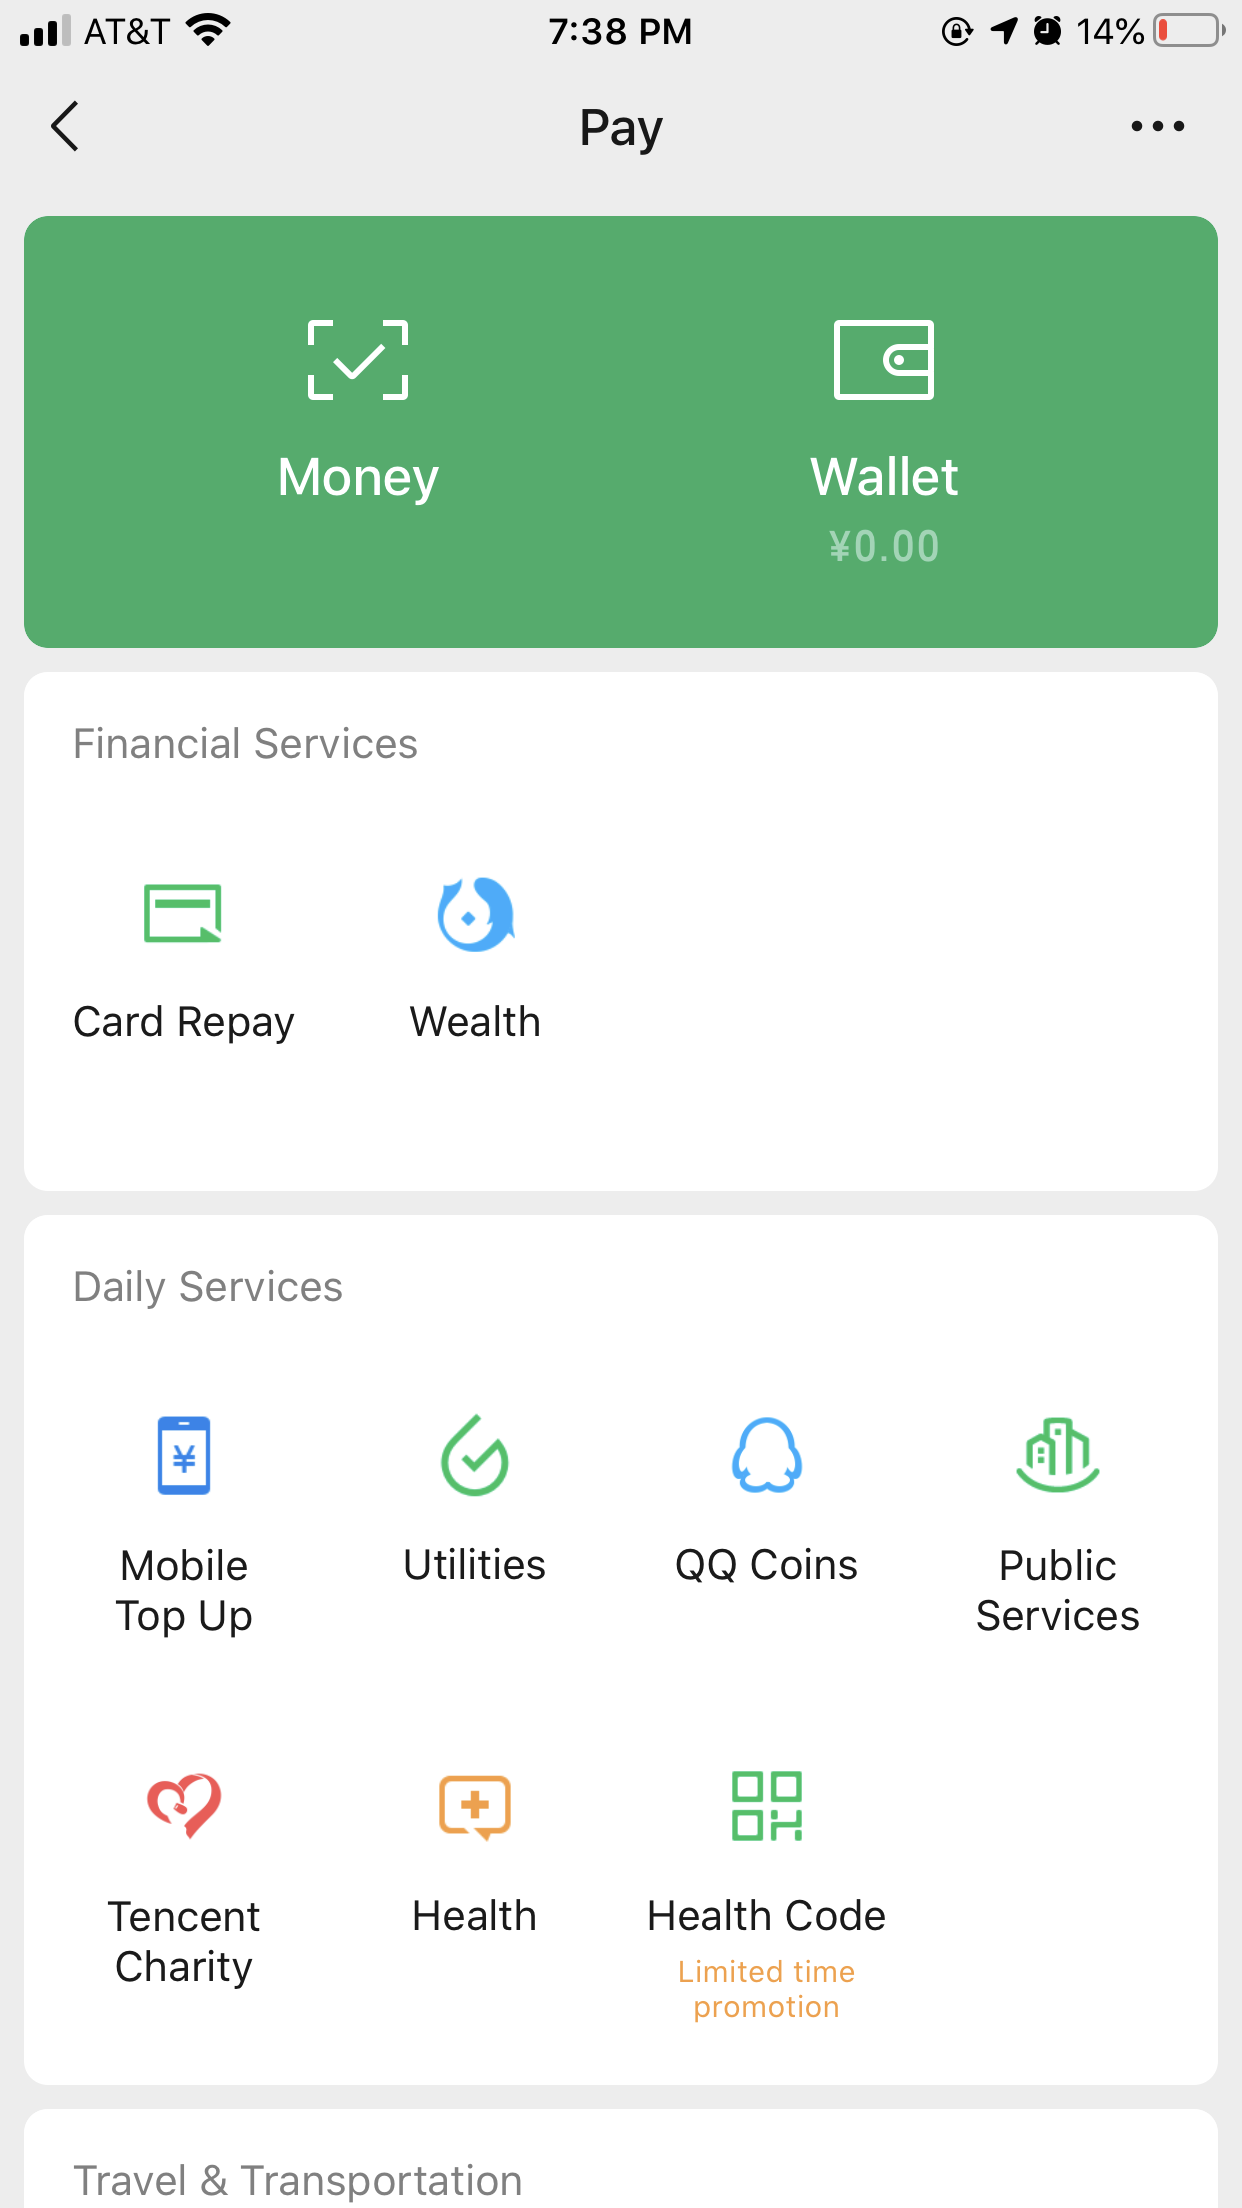 AT&T 7:38 PM 14%
Pay
Money Wallet
¥0.00
Financial Services
Card Repay Wealth
Daily Services
¥
Mobile Utilities QQ Coins Public
Top Up Services
Tencent Health Health Code
Charity
Limited time
promotion
Travel & Transportation